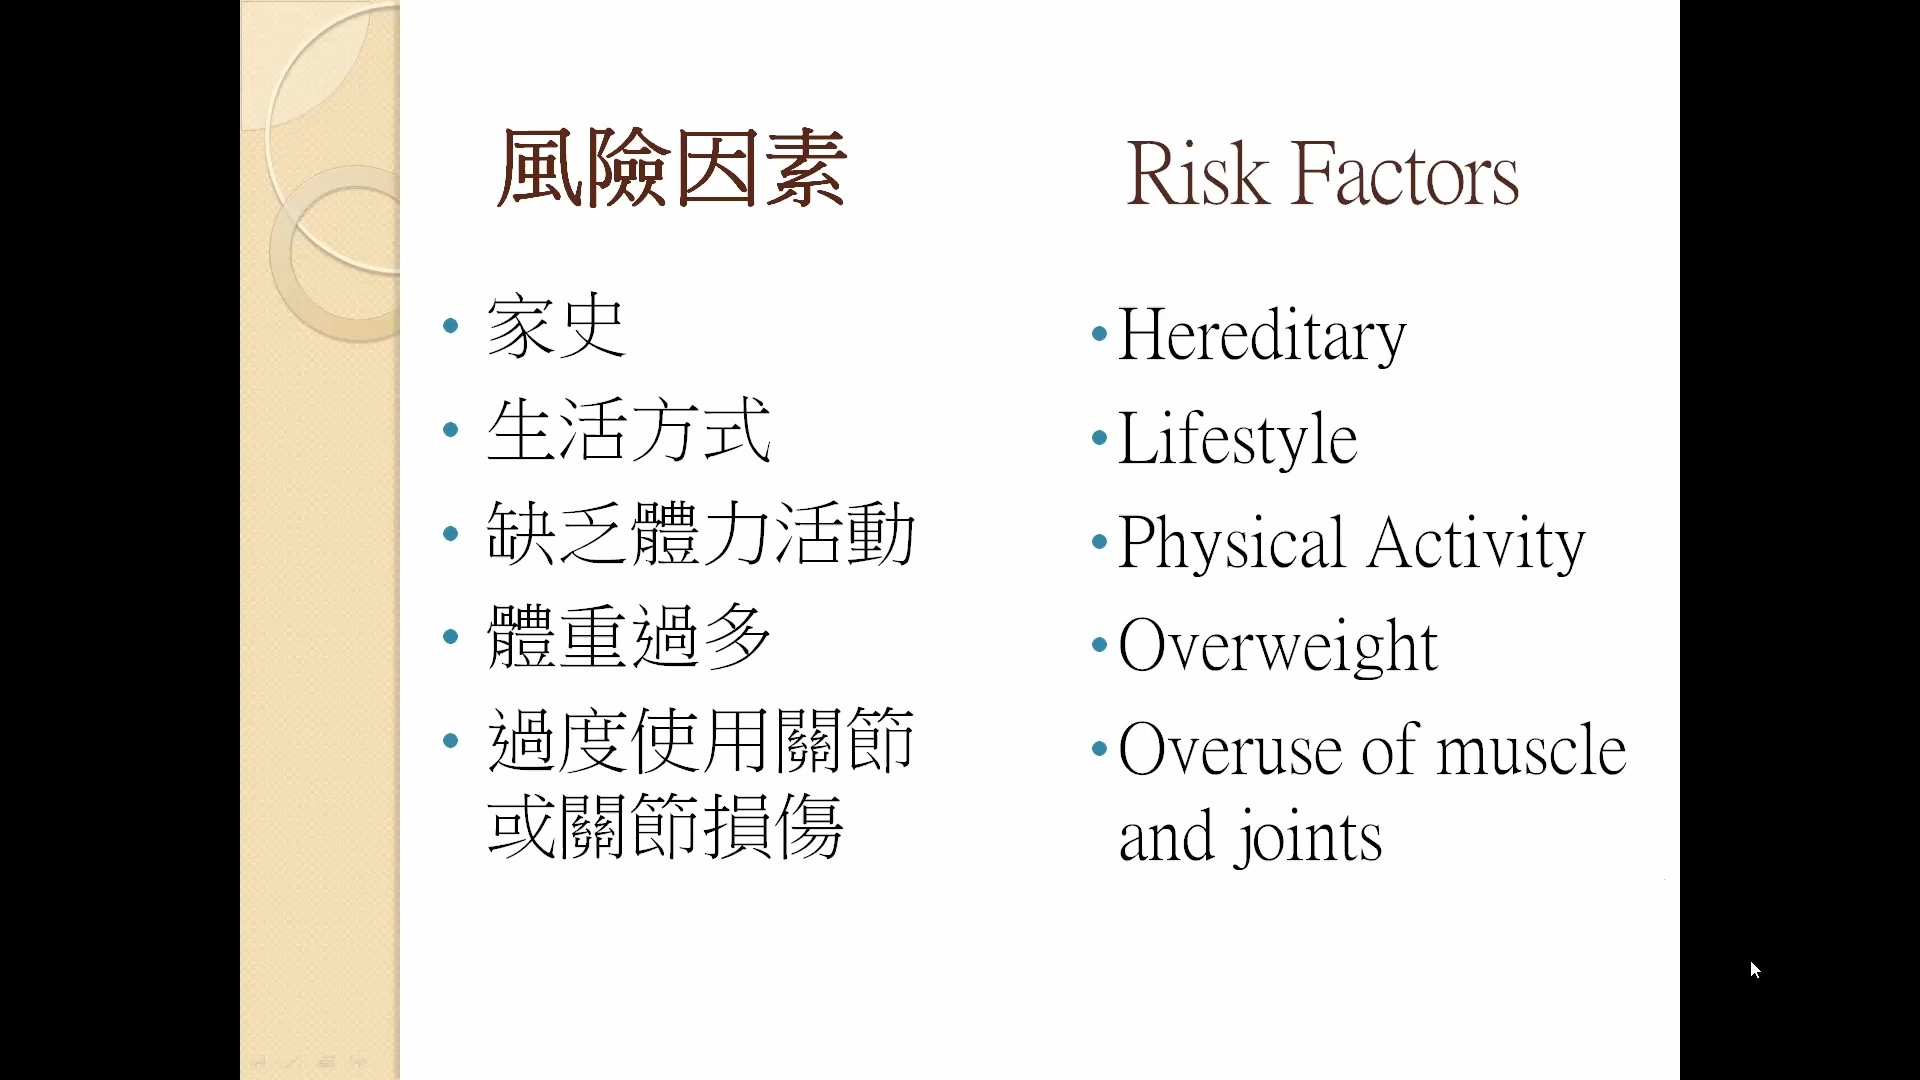 風險因素
• 家史
• 生活方式
• 缺乏體力活動
• 體重過多
• 過度使用關節
或關節損傷
Risk Factors
• Hereditary
• Lifestyle
• Physical Activity
• Overweight
• Overuse of muscle
and joints